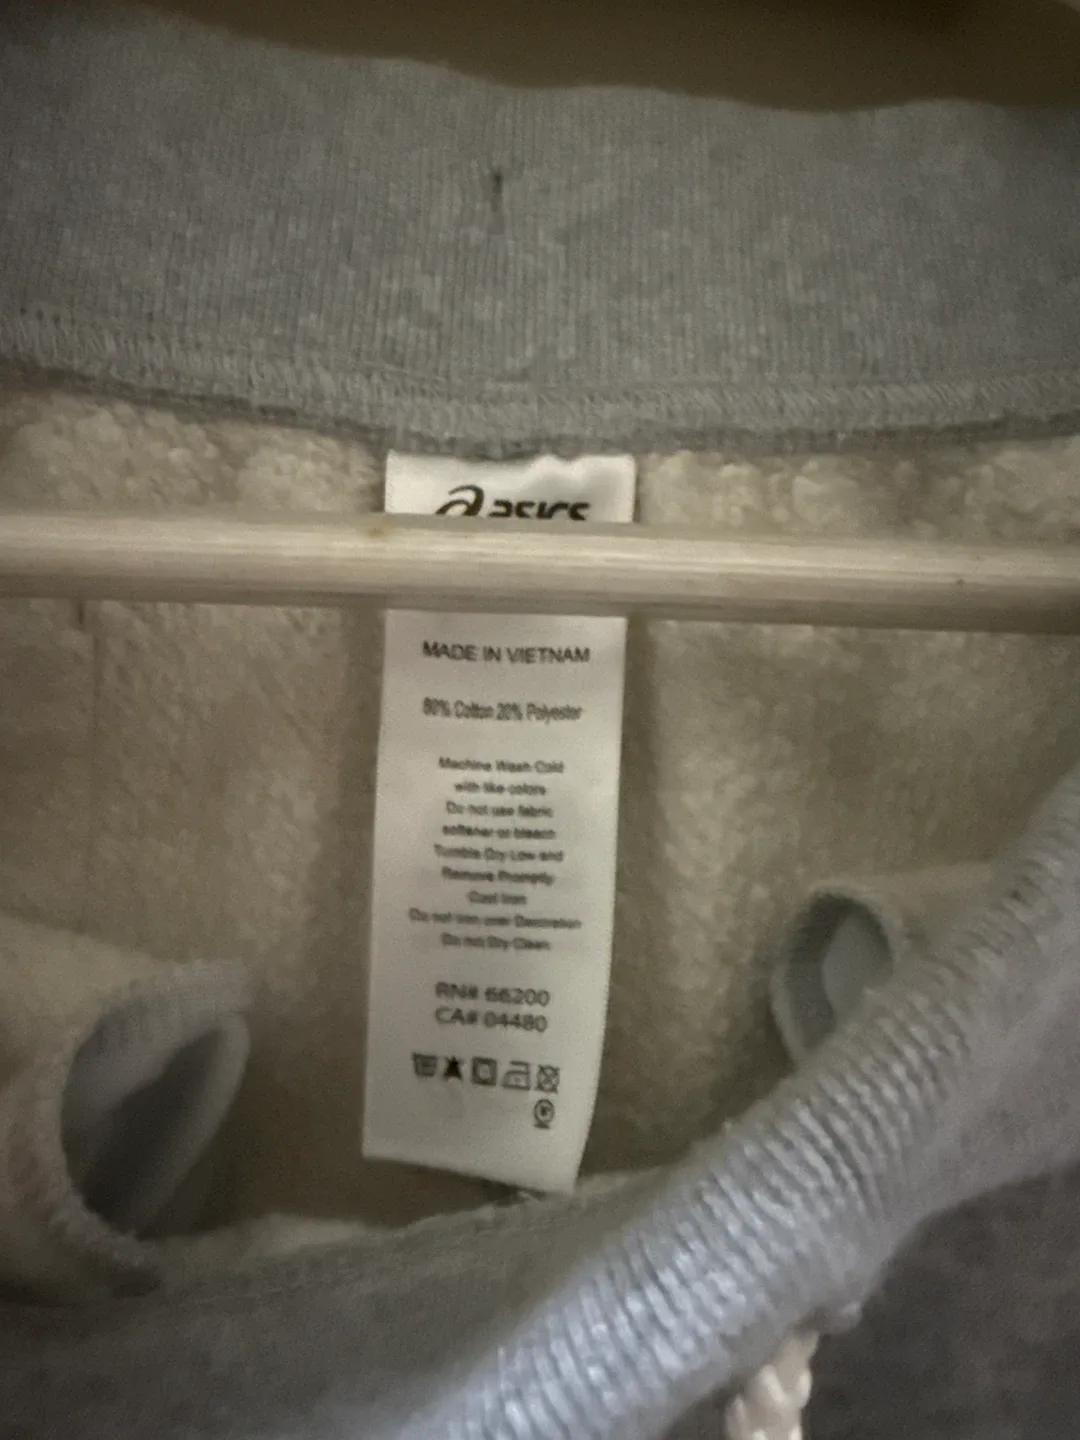 asics
MADE IN VIETNAM
80% Cotton 20% Polyester
Machine Wash Cold
with like colors
Do not use fabric
softener or bleach
Tumble Dry Low and
Remove Promptly
Cool Iron
Do not iron over Decoration
Do not Dry Clean
RN# 66200
CA# 04480